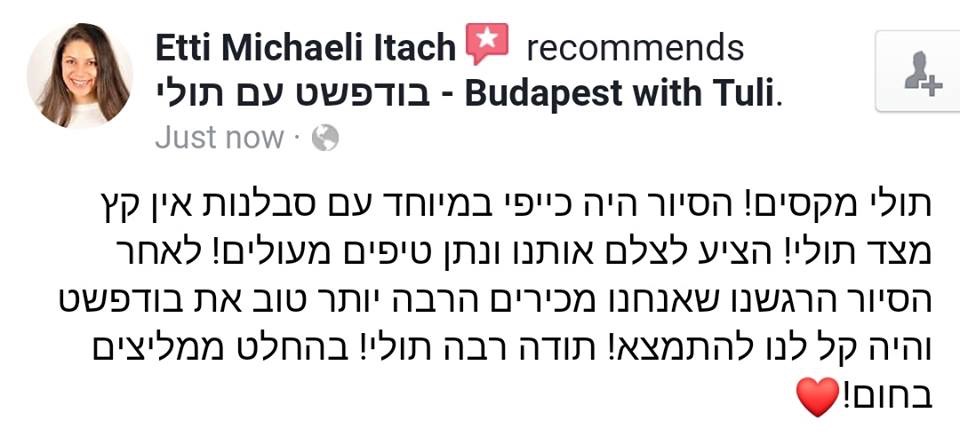 Etti Michaeli Itach recommends
בודפשט עם תולי - Budapest with Tuli.
Just now ·
תולי מקסים! הסיור היה כייפי במיוחד עם סבלנות אין קץ
מצד תולי! הציע לצלם אותנו ונתן טיפים מעולים! לאחר
הסיור הרגשנו שאנחנו מכירים הרבה יותר טוב את בודפשט
והיה קל לנו להתמצא! תודה רבה תולי! בהחלט ממליצים
בחום!❤️